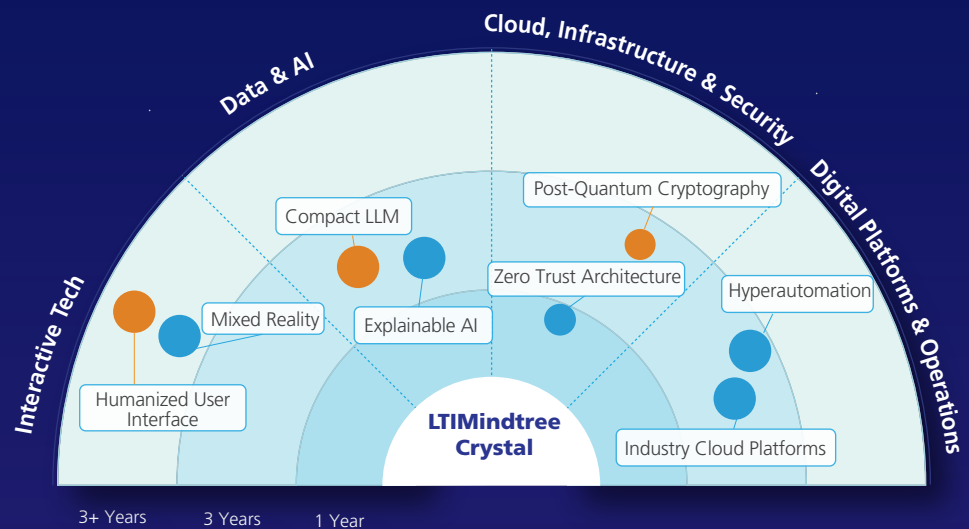 Cloud, Infrastructure & Security
Data & AI
Digital Platforms & Operations
Interactive Tech
Post-Quantum Cryptography
Compact LLM
Zero Trust Architecture
Hyperautomation
Mixed Reality
Explainable AI
Humanized User
Interface
LTIMindtree
Crystal
Industry Cloud Platforms
3+ Years
3 Years
1 Year